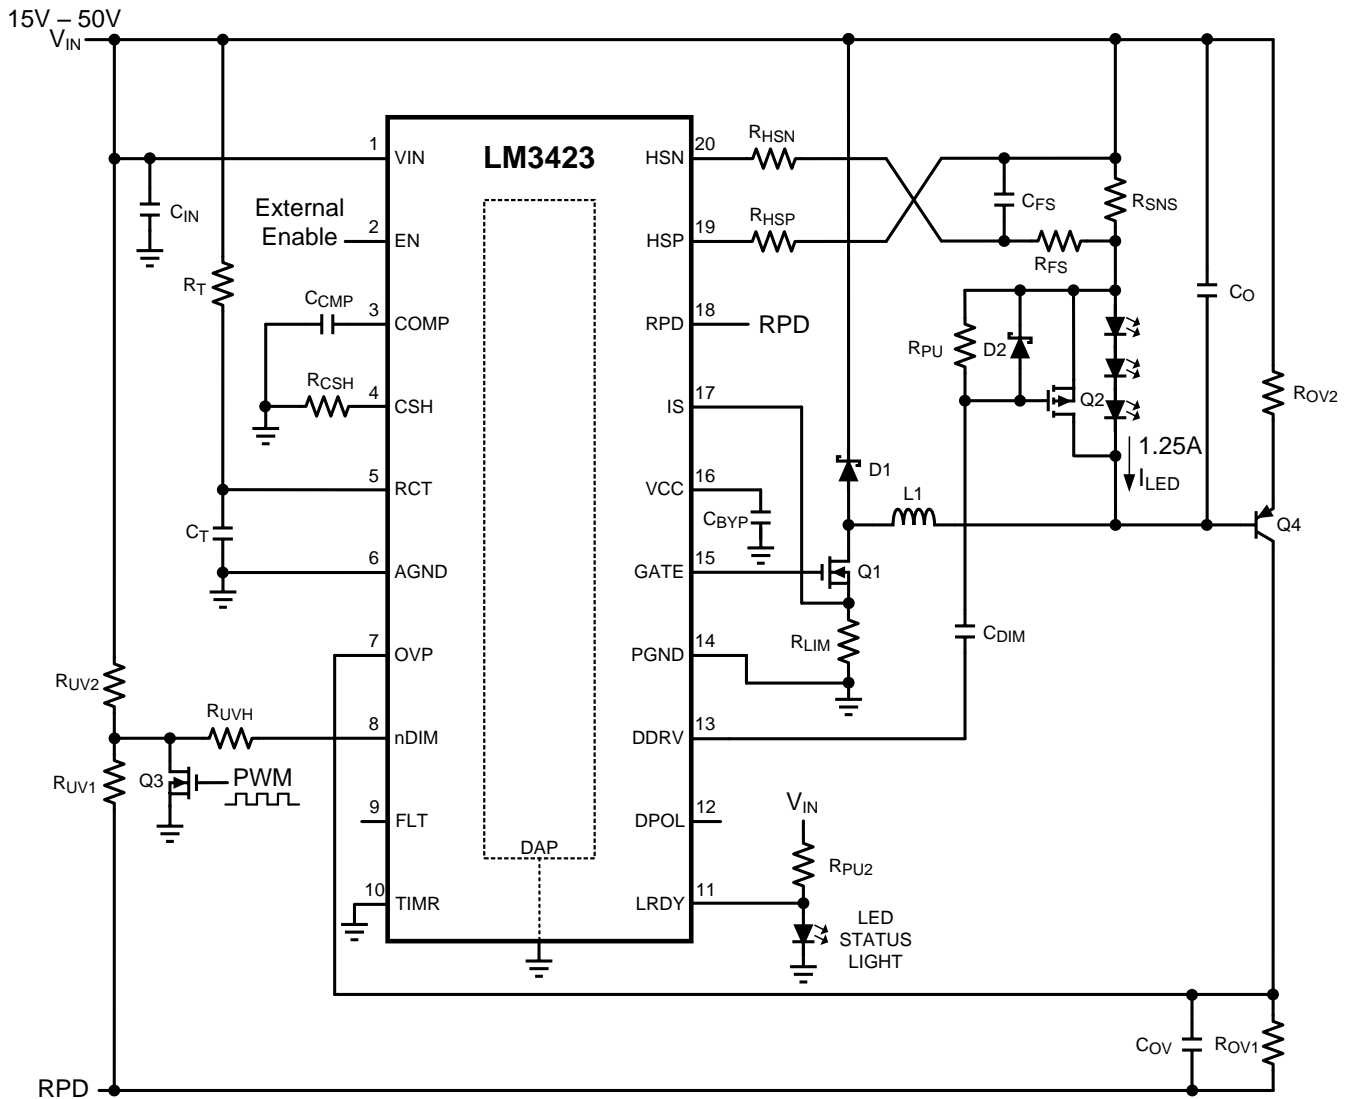 15V – 50V
VIN
LM3423
1
VIN
CIN
External
Enable
2
EN
RT
CCMP
3
COMP
RCSH
4
CSH
5
RCT
CT
6
AGND
7
OVP
RUV2
RUVH
8
nDIM
RUV1
Q3
PWM
9
FLT
10
TIMR
DAP
HSN
20
RHSN
HSP
19
RHSP
CFS
RSNS
RFS
RPD
18
RPD
RPU
D2
Q2
CO
ROV2
IS
17
1.25A
ILED
VCC
16
CBYP
D1
L1
Q4
GATE
15
Q1
PGND
14
RLIM
CDIM
DDRV
13
DPOL
12
VIN
RPU2
LRDY
11
LED
STATUS
LIGHT
COV
ROV1
RPD